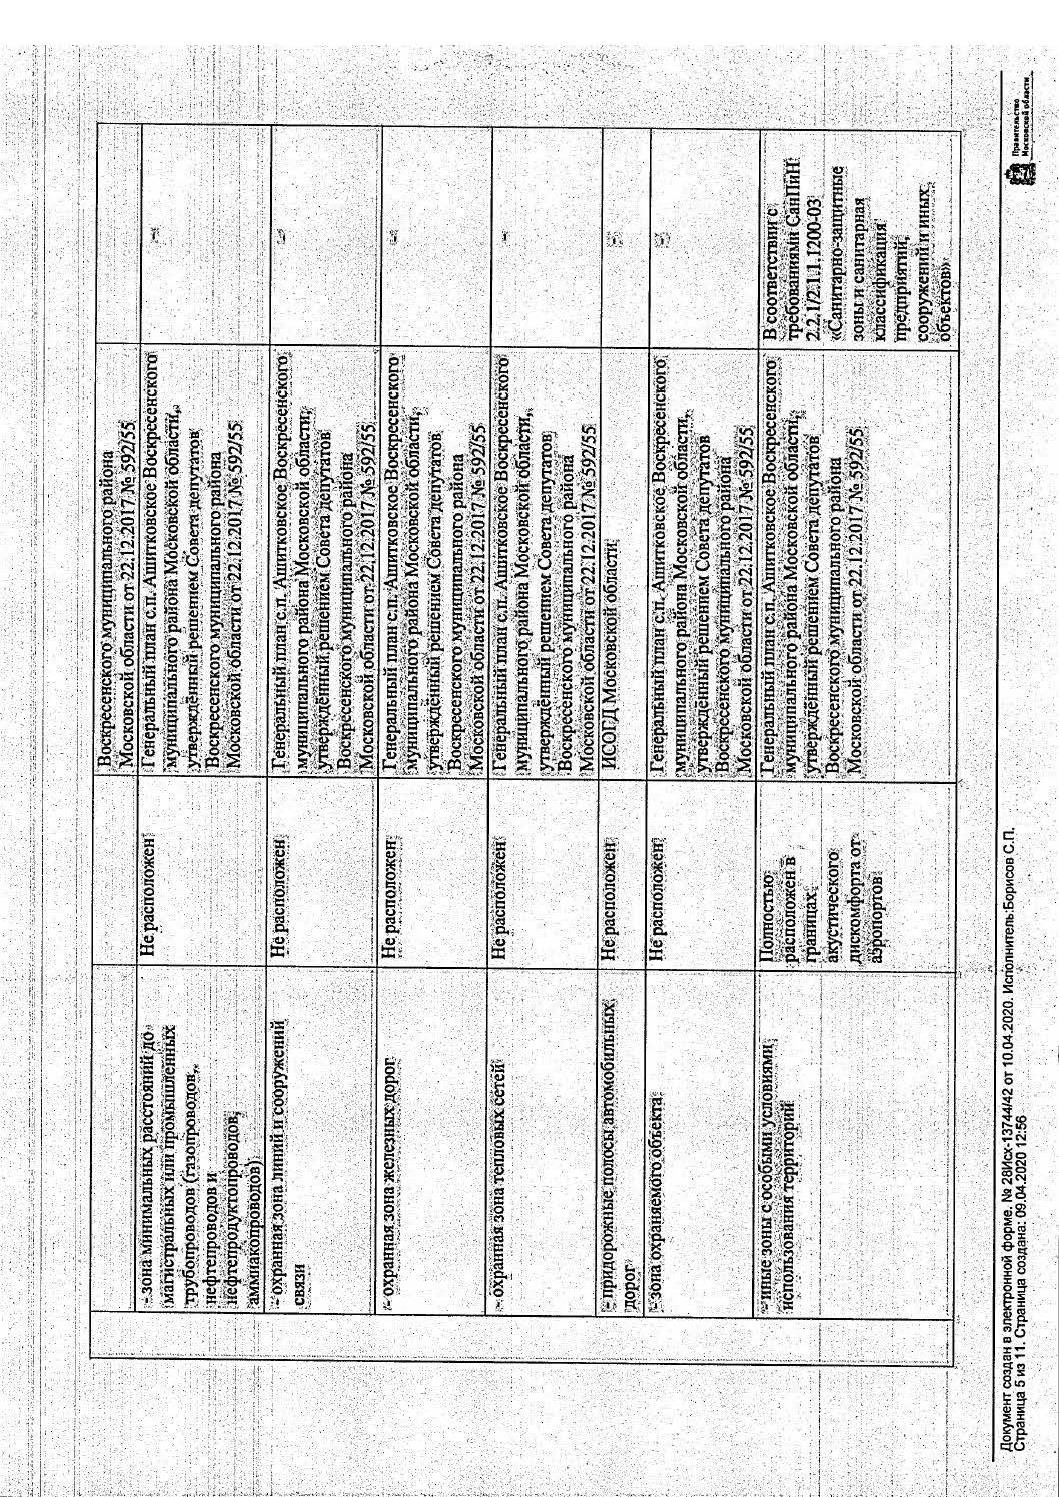 Воскресенского муниципального района
Московской области от 22.12.2017 № 592/55
- зона минимальных расстояний до
магистральных или промышленных
трубопроводов (газопроводов,
нефтепроводов и
нефтепродуктопроводов,
аммиакопроводов)
Не расположен
Генеральный план с.п. Ашитковское Воскресенского
муниципального района Московской области,
утверждённый решением Совета депутатов
Воскресенского муниципального района
Московской области от 22.12.2017 № 592/55
-
- охранная зона линий и сооружений
связи
Не расположен
Генеральный план с.п. Ашитковское Воскресенского
муниципального района Московской области,
утверждённый решением Совета депутатов
Воскресенского муниципального района
Московской области от 22.12.2017 № 592/55
-
- охранная зона железных дорог
Не расположен
Генеральный план с.п. Ашитковское Воскресенского
муниципального района Московской области,
утверждённый решением Совета депутатов
Воскресенского муниципального района
Московской области от 22.12.2017 № 592/55
-
- охранная зона тепловых сетей
Не расположен
Генеральный план с.п. Ашитковское Воскресенского
муниципального района Московской области,
утверждённый решением Совета депутатов
Воскресенского муниципального района
Московской области от 22.12.2017 № 592/55
-
- придорожные полосы автомобильных
дорог
Не расположен
ИСОГД Московской области
-
- зона охраняемого объекта
Не расположен
Генеральный план с.п. Ашитковское Воскресенского
муниципального района Московской области,
утверждённый решением Совета депутатов
Воскресенского муниципального района
Московской области от 22.12.2017 № 592/55
-
- иные зоны с особыми условиями
использования территорий
Полностью
расположен в
границах
акустического
дискомфорта от
аэропортов
Генеральный план с.п. Ашитковское Воскресенского
муниципального района Московской области,
утверждённый решением Совета депутатов
Воскресенского муниципального района
Московской области от 22.12.2017 № 592/55
В соответствии с
требованиями СанПиН
2.2.1/2.1.1.1200-03
«Санитарно-защитные
зоны и санитарная
классификация
предприятий,
сооружений и иных
объектов»
Документ создан в электронной форме. № 28Исх-13744/42 от 10.04.2020. Исполнитель:Борисов С.П.
Страница 5 из 11. Страница создана: 09.04.2020 12:56
Правительство
Московской области